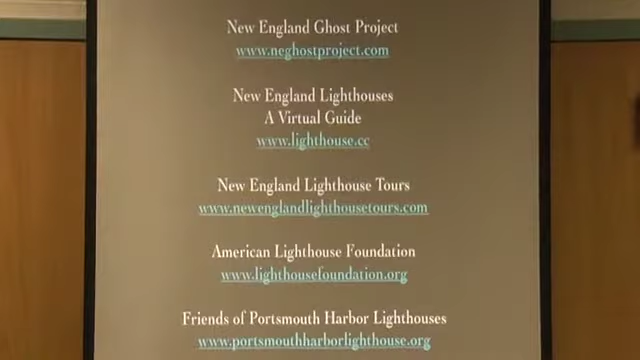 New England Ghost Project
www.neghostproject.com
New England Lighthouses
A Virtual Guide
www.lighthouse.cc
New England Lighthouse Tours
www.newenglandlighthousetours.com
American Lighthouse Foundation
www.lighthousefoundation.org
Friends of Portsmouth Harbor Lighthouses
www.portsmouthharborlighthouse.org